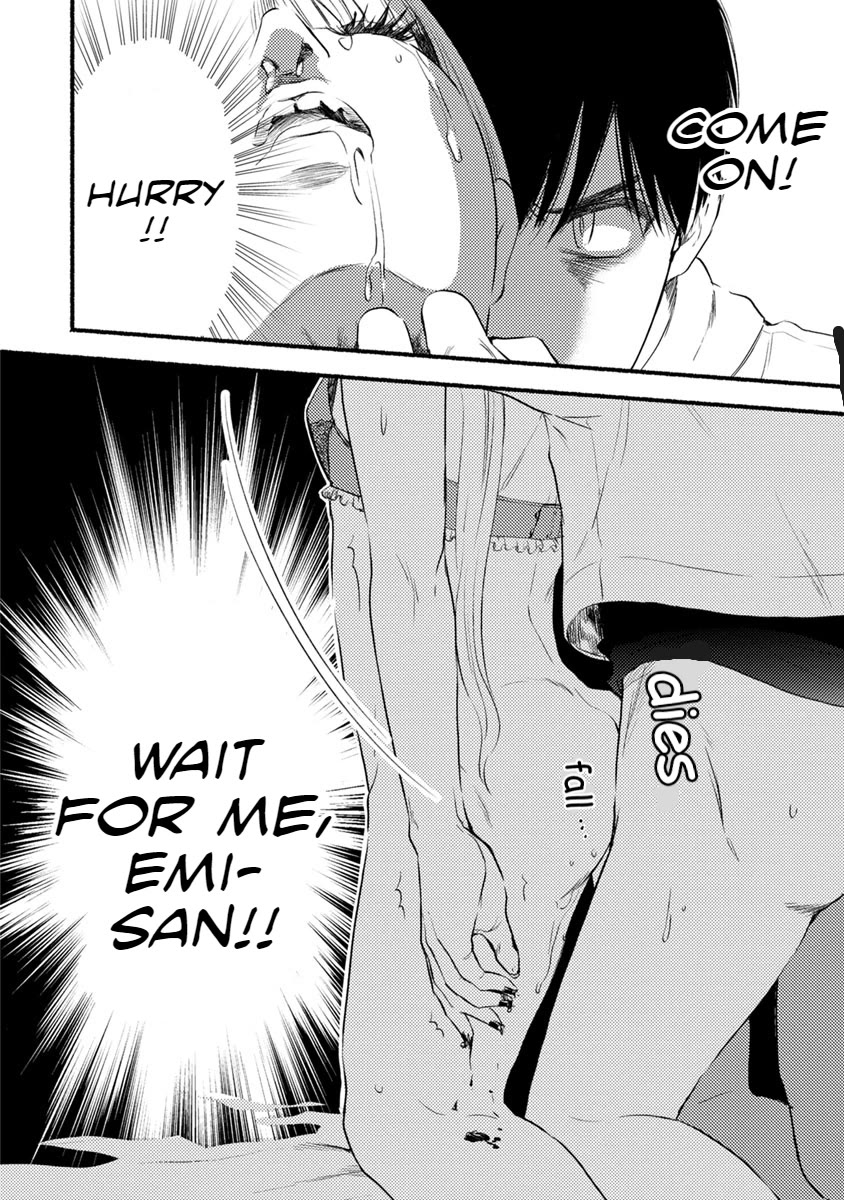 COME
ON!
HURRY
!!
dies
fall ....
WAIT
FOR ME,
EMI-
SAN!!